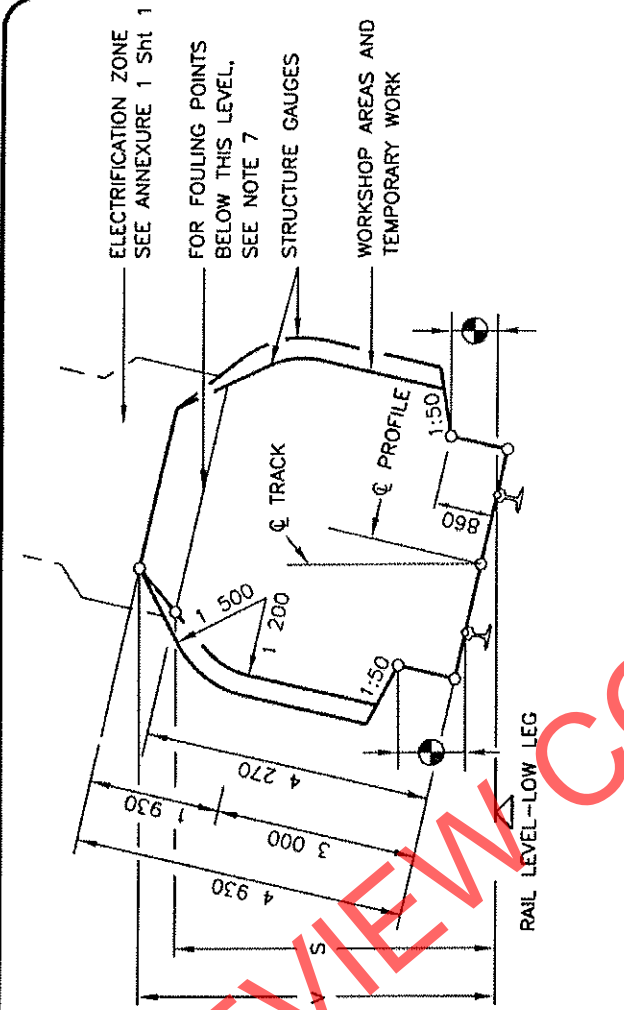 ELECTRIFICATION ZONE
SEE ANNEXURE 1 Sht 1
FOR FOULING POINTS
BELOW THIS LEVEL,
SEE NOTE 7
STRUCTURE GAUGES
WORKSHOP AREAS AND
TEMPORARY WORK
1 500
1 200
℄ TRACK
℄ PROFILE
1:50
1:50
860
4 270
1 930
3 000
4 930
S
V
RAIL LEVEL-LOW LEG
VIEW